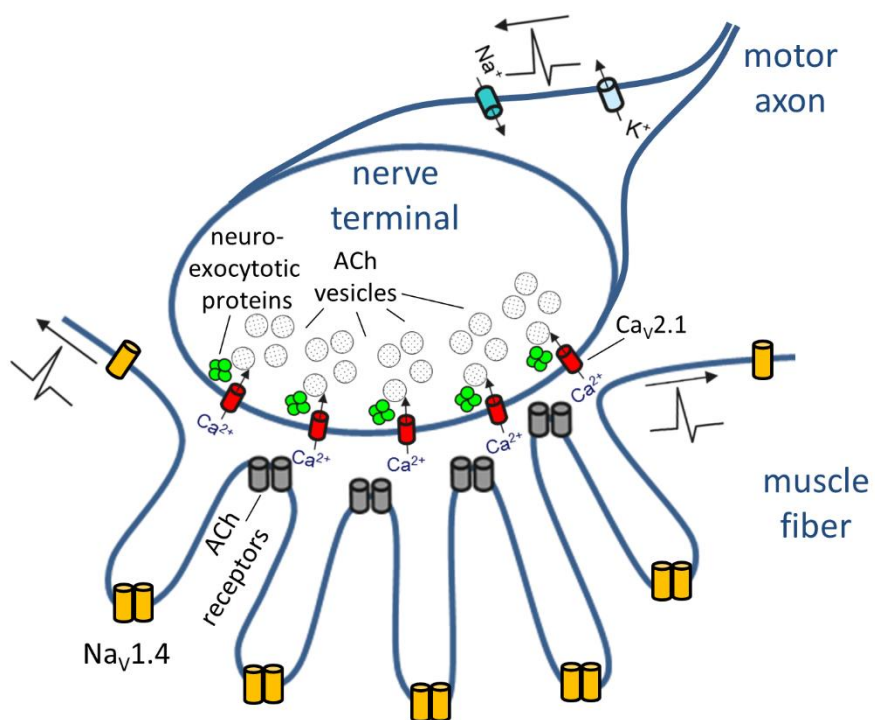 motor
axon
Na⁺
K⁺
nerve
terminal
neuro-
exocytotic
proteins
ACh
vesicles
Caᵥ2.1
Ca²⁺
Ca²⁺
Ca²⁺
Ca²⁺
Ca²⁺
ACh
receptors
muscle
fiber
Naᵥ1.4